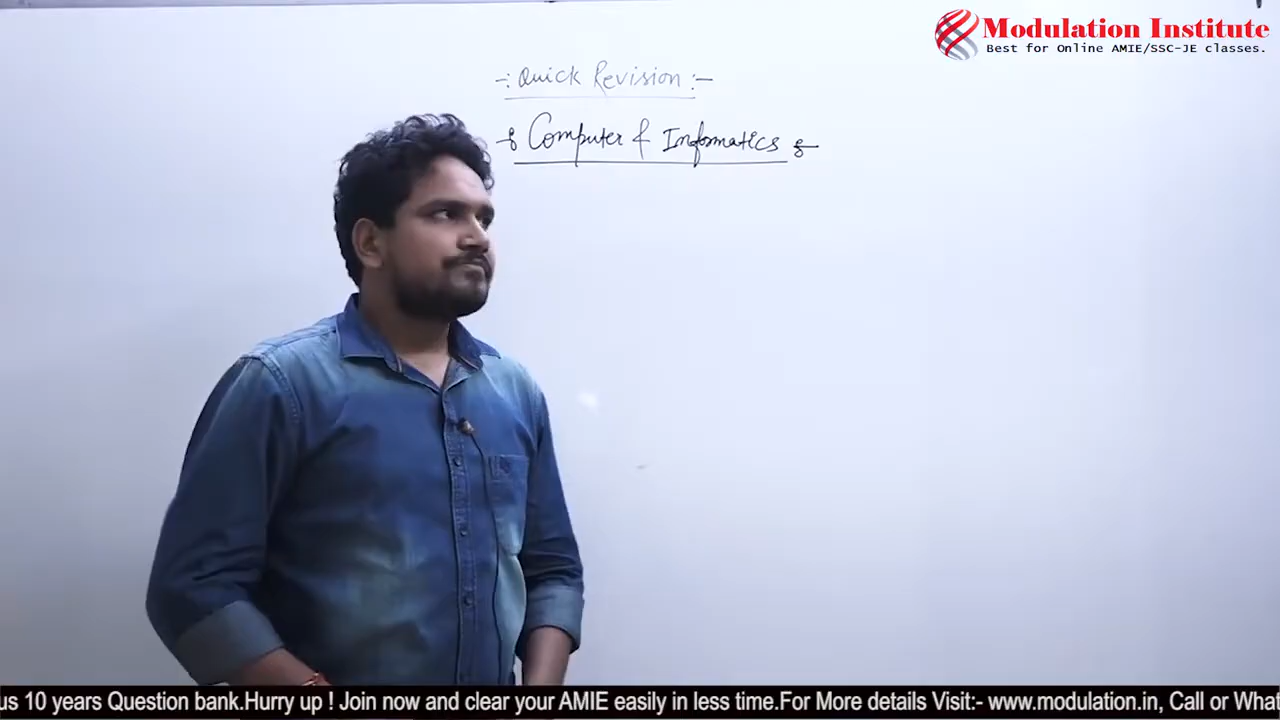 Modulation Institute
Best for Online AMIE/SSC-JE classes.
-: Quick Revision :-
-: Computer & Informatics :-
us 10 years Question bank.Hurry up ! Join now and clear your AMIE easily in less time.For More details Visit:- www.modulation.in, Call or What